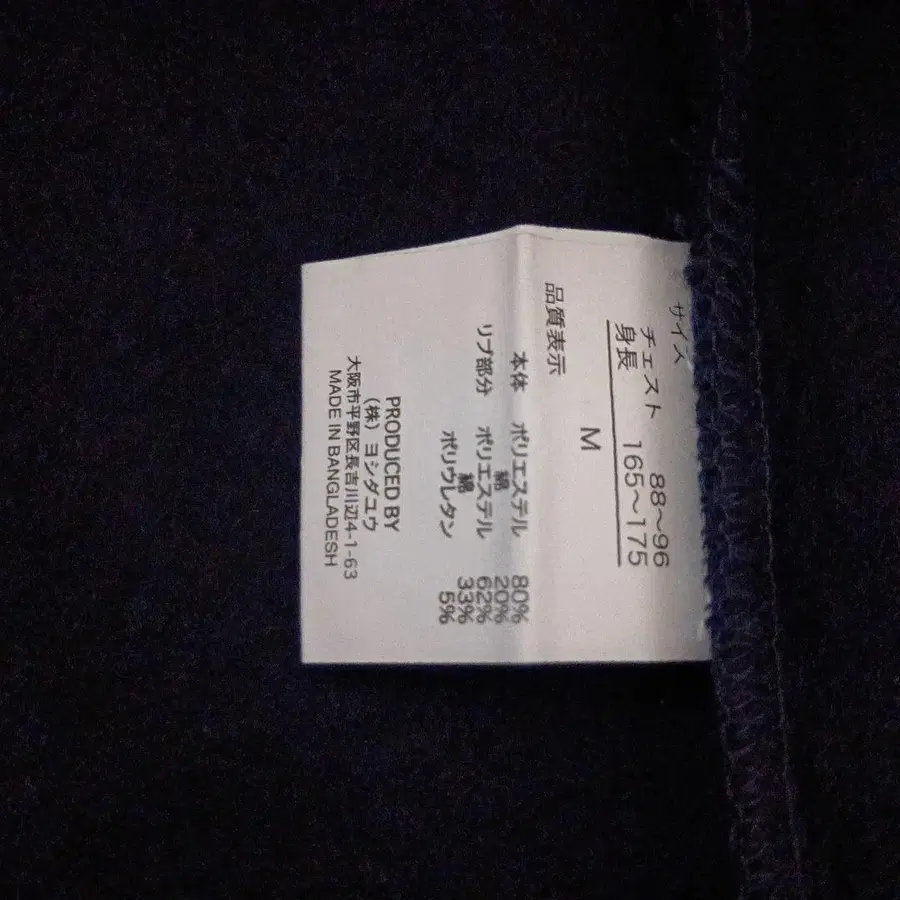 サイズ
チェスト 88〜96
身長 165〜175
M
品質表示
本体 ポリエステル 80%
綿 20%
リブ部分 ポリエステル 62%
綿 33%
ポリウレタン 5%
PRODUCED BY
(株)ヨシダユウ
大阪市平野区長吉川辺4-1-63
MADE IN BANGLADESH